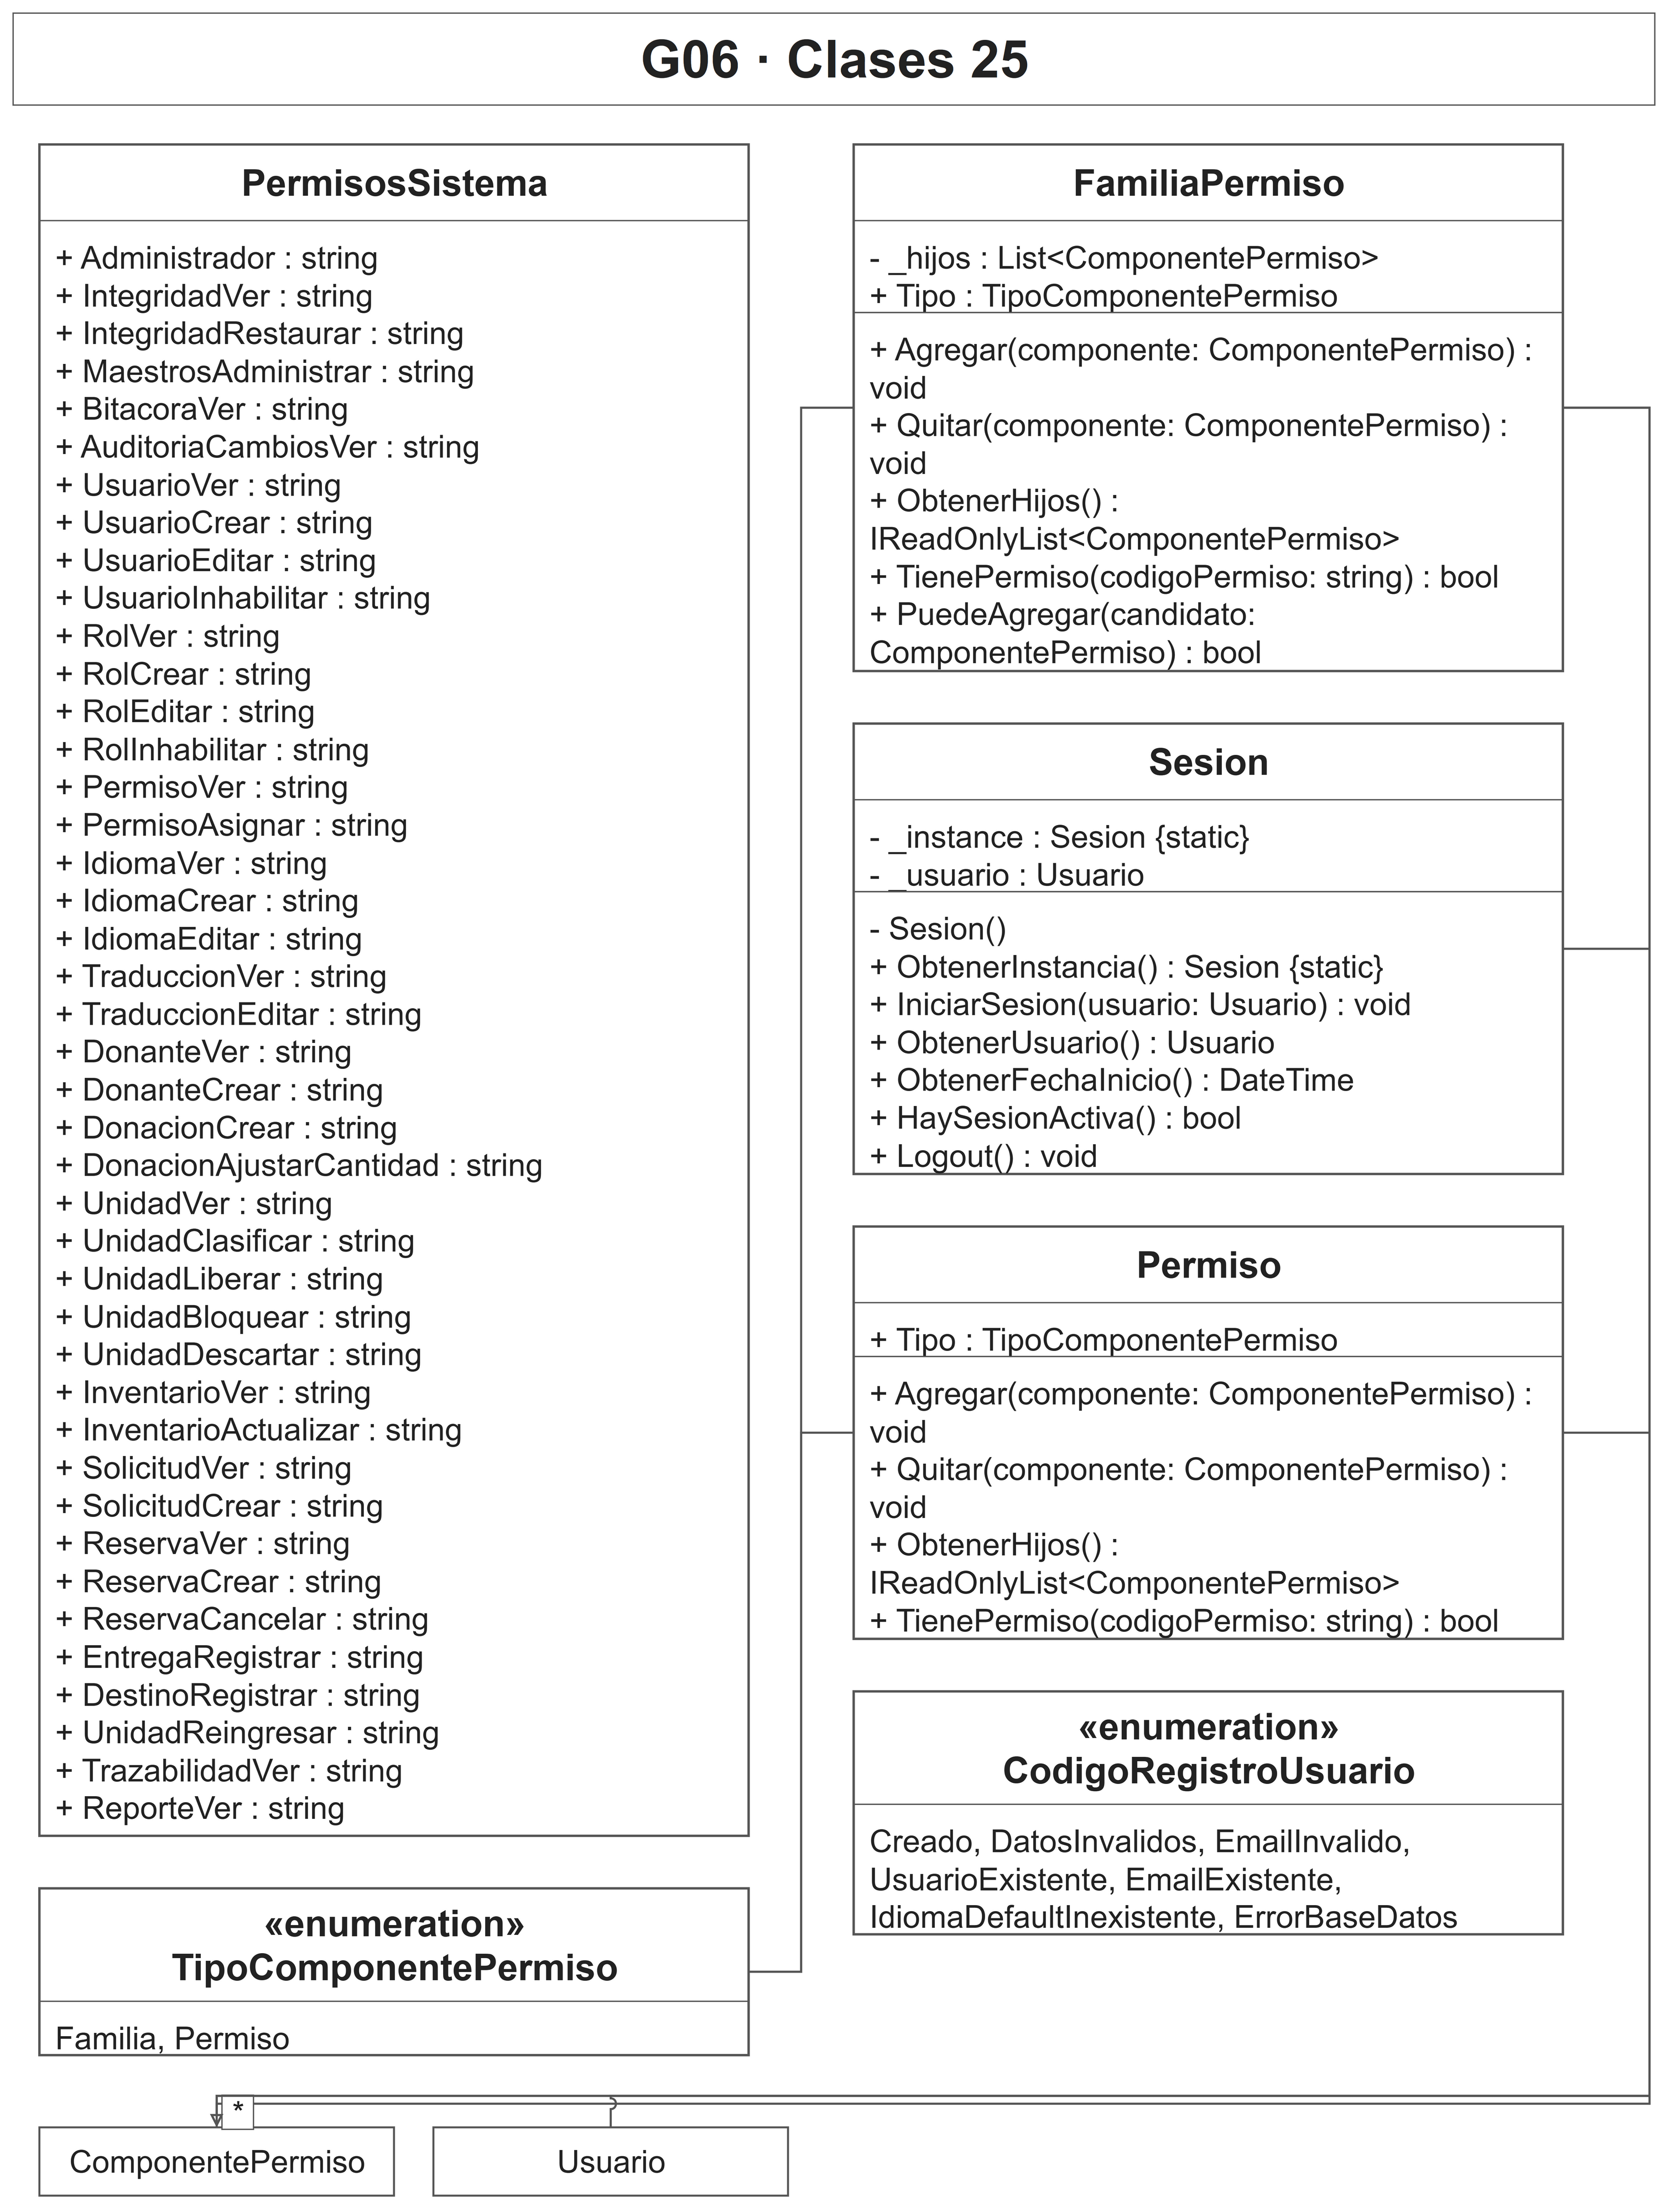 G06 · Clases 25
PermisosSistema
+ Administrador : string
+ IntegridadVer : string
+ IntegridadRestaurar : string
+ MaestrosAdministrar : string
+ BitacoraVer : string
+ AuditoriaCambiosVer : string
+ UsuarioVer : string
+ UsuarioCrear : string
+ UsuarioEditar : string
+ UsuarioInhabilitar : string
+ RolVer : string
+ RolCrear : string
+ RolEditar : string
+ RolInhabilitar : string
+ PermisoVer : string
+ PermisoAsignar : string
+ IdiomaVer : string
+ IdiomaCrear : string
+ IdiomaEditar : string
+ TraduccionVer : string
+ TraduccionEditar : string
+ DonanteVer : string
+ DonanteCrear : string
+ DonacionCrear : string
+ DonacionAjustarCantidad : string
+ UnidadVer : string
+ UnidadClasificar : string
+ UnidadLiberar : string
+ UnidadBloquear : string
+ UnidadDescartar : string
+ InventarioVer : string
+ InventarioActualizar : string
+ SolicitudVer : string
+ SolicitudCrear : string
+ ReservaVer : string
+ ReservaCrear : string
+ ReservaCancelar : string
+ EntregaRegistrar : string
+ DestinoRegistrar : string
+ UnidadReingresar : string
+ TrazabilidadVer : string
+ ReporteVer : string
FamiliaPermiso
- _hijos : List<ComponentePermiso>
+ Tipo : TipoComponentePermiso
+ Agregar(componente: ComponentePermiso) :
void
+ Quitar(componente: ComponentePermiso) :
void
+ ObtenerHijos() :
IReadOnlyList<ComponentePermiso>
+ TienePermiso(codigoPermiso: string) : bool
+ PuedeAgregar(candidato:
ComponentePermiso) : bool
Sesion
- _instance : Sesion {static}
- _usuario : Usuario
- Sesion()
+ ObtenerInstancia() : Sesion {static}
+ IniciarSesion(usuario: Usuario) : void
+ ObtenerUsuario() : Usuario
+ ObtenerFechaInicio() : DateTime
+ HaySesionActiva() : bool
+ Logout() : void
Permiso
+ Tipo : TipoComponentePermiso
+ Agregar(componente: ComponentePermiso) :
void
+ Quitar(componente: ComponentePermiso) :
void
+ ObtenerHijos() :
IReadOnlyList<ComponentePermiso>
+ TienePermiso(codigoPermiso: string) : bool
«enumeration»
CodigoRegistroUsuario
Creado, DatosInvalidos, EmailInvalido,
UsuarioExistente, EmailExistente,
IdiomaDefaultInexistente, ErrorBaseDatos
«enumeration»
TipoComponentePermiso
Familia, Permiso
*
ComponentePermiso
Usuario